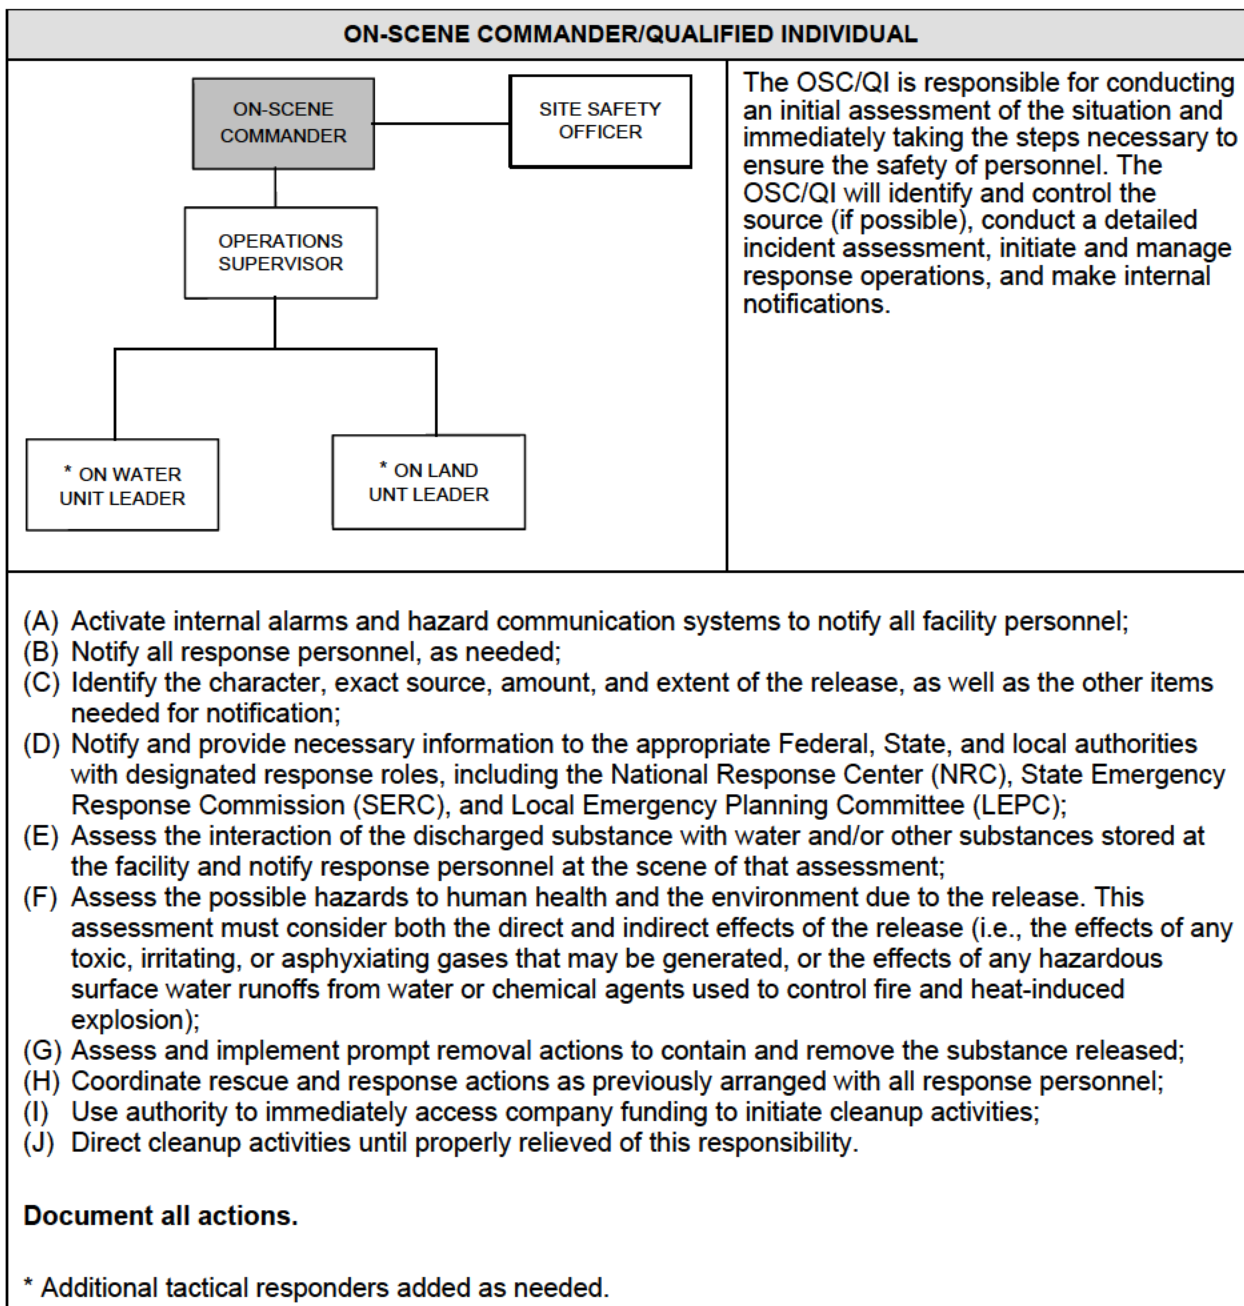 ON-SCENE COMMANDER/QUALIFIED INDIVIDUAL
ON-SCENE
COMMANDER
SITE SAFETY
OFFICER
OPERATIONS
SUPERVISOR
* ON WATER
UNIT LEADER
* ON LAND
UNT LEADER
The OSC/QI is responsible for conducting
an initial assessment of the situation and
immediately taking the steps necessary to
ensure the safety of personnel. The
OSC/QI will identify and control the
source (if possible), conduct a detailed
incident assessment, initiate and manage
response operations, and make internal
notifications.
(A) Activate internal alarms and hazard communication systems to notify all facility personnel;
(B) Notify all response personnel, as needed;
(C) Identify the character, exact source, amount, and extent of the release, as well as the other items
needed for notification;
(D) Notify and provide necessary information to the appropriate Federal, State, and local authorities
with designated response roles, including the National Response Center (NRC), State Emergency
Response Commission (SERC), and Local Emergency Planning Committee (LEPC);
(E) Assess the interaction of the discharged substance with water and/or other substances stored at
the facility and notify response personnel at the scene of that assessment;
(F) Assess the possible hazards to human health and the environment due to the release. This
assessment must consider both the direct and indirect effects of the release (i.e., the effects of any
toxic, irritating, or asphyxiating gases that may be generated, or the effects of any hazardous
surface water runoffs from water or chemical agents used to control fire and heat-induced
explosion);
(G) Assess and implement prompt removal actions to contain and remove the substance released;
(H) Coordinate rescue and response actions as previously arranged with all response personnel;
(I) Use authority to immediately access company funding to initiate cleanup activities;
(J) Direct cleanup activities until properly relieved of this responsibility.
Document all actions.
* Additional tactical responders added as needed.